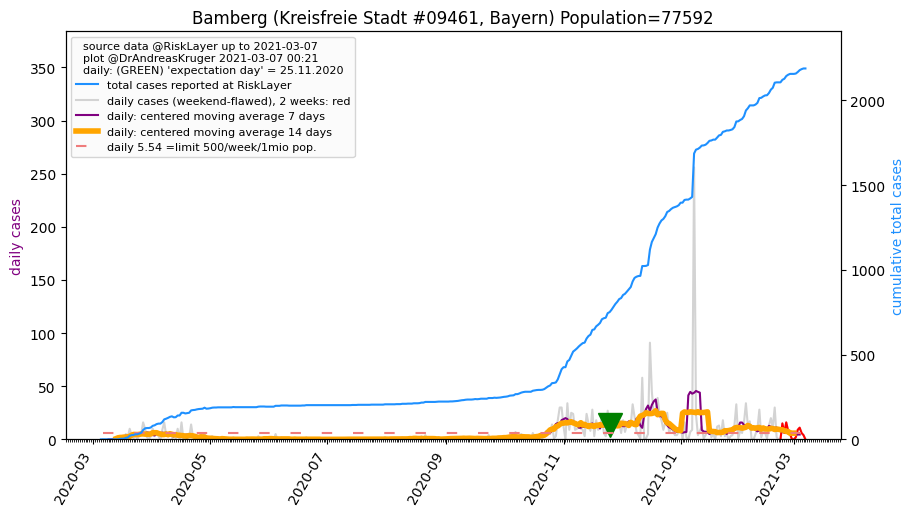 Bamberg (Kreisfreie Stadt #09461, Bayern) Population=77592
source data @RiskLayer up to 2021-03-07
plot @DrAndreasKruger 2021-03-07 00:21
daily: (GREEN) 'expectation day' = 25.11.2020
total cases reported at RiskLayer
daily cases (weekend-flawed), 2 weeks: red
daily: centered moving average 7 days
daily: centered moving average 14 days
daily 5.54 =limit 500/week/1mio pop.
daily cases
350
300
250
200
150
100
50
0
cumulative total cases
2000
1500
1000
500
0
2020-03
2020-05
2020-07
2020-09
2020-11
2021-01
2021-03